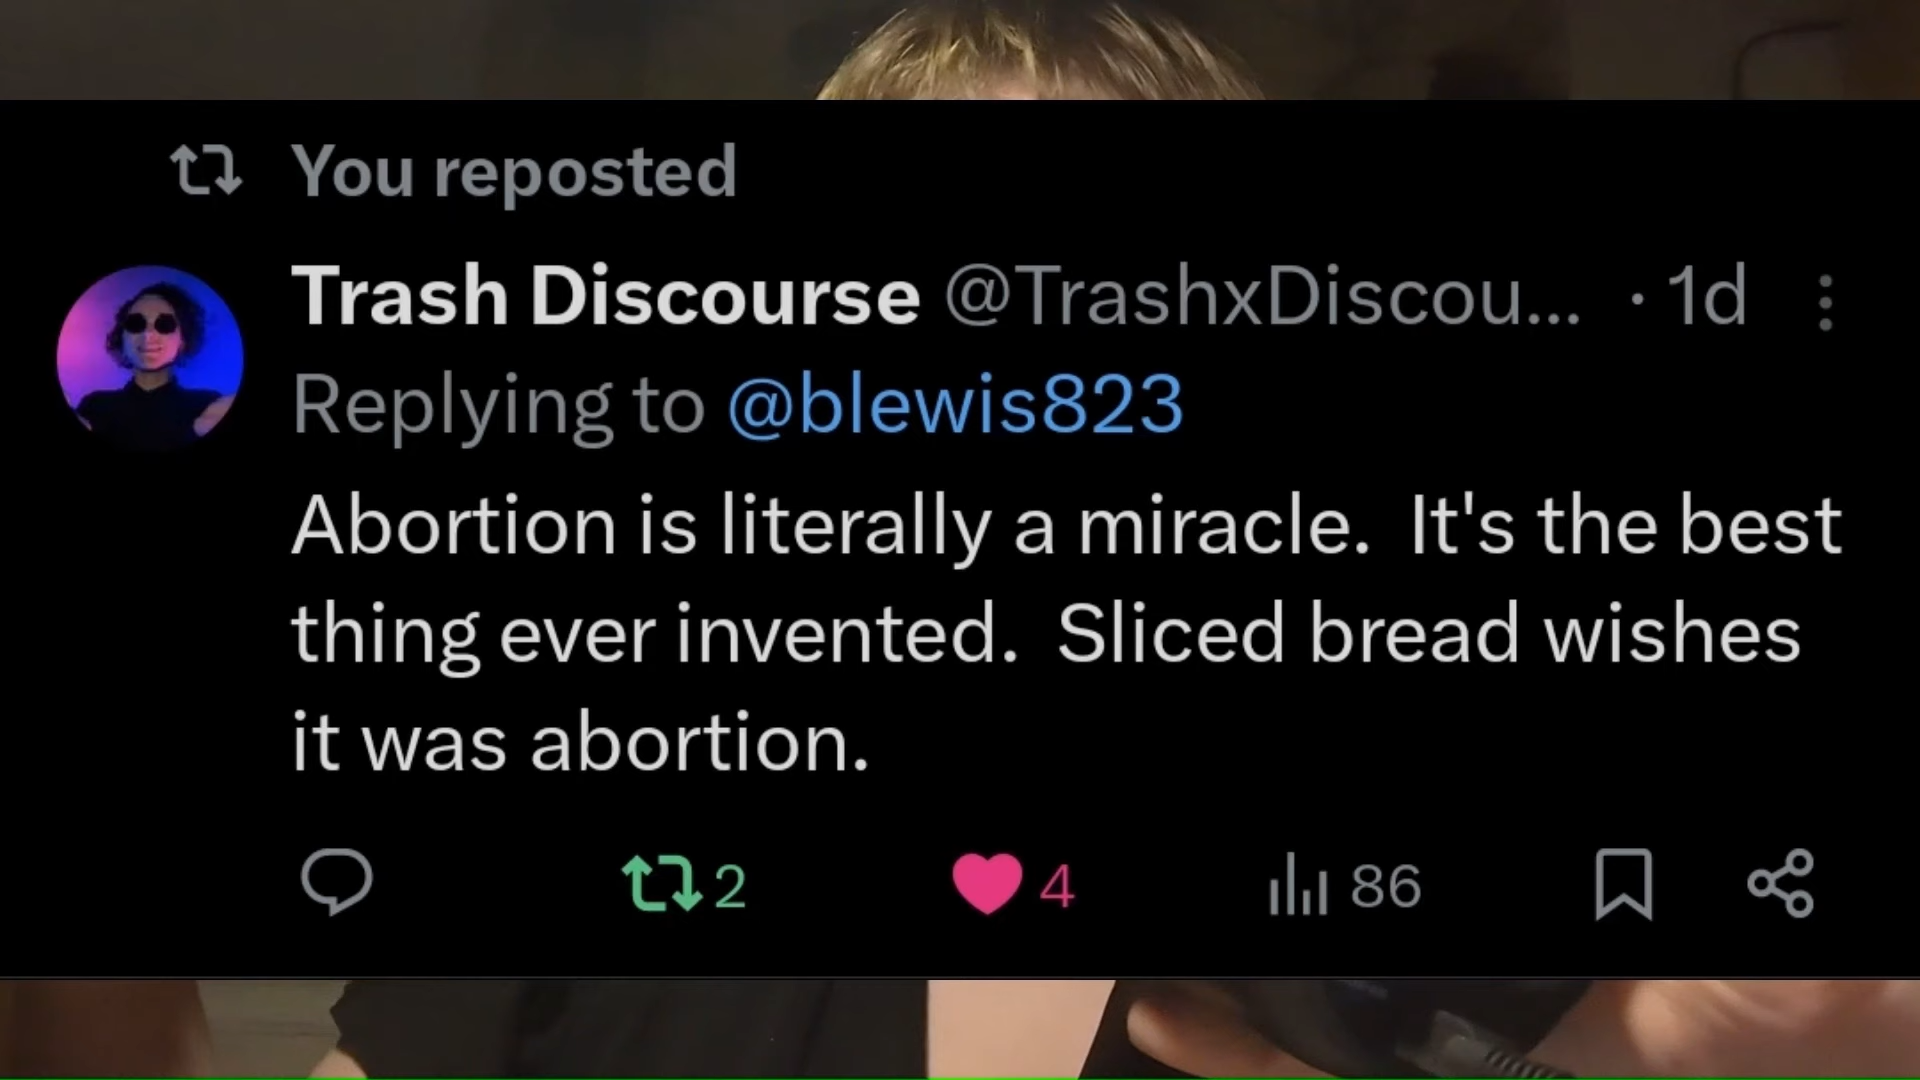 You reposted
Trash Discourse @TrashxDiscou... · 1d
Replying to @blewis823
Abortion is literally a miracle.  It's the best
thing ever invented.  Sliced bread wishes
it was abortion.
2 4 86